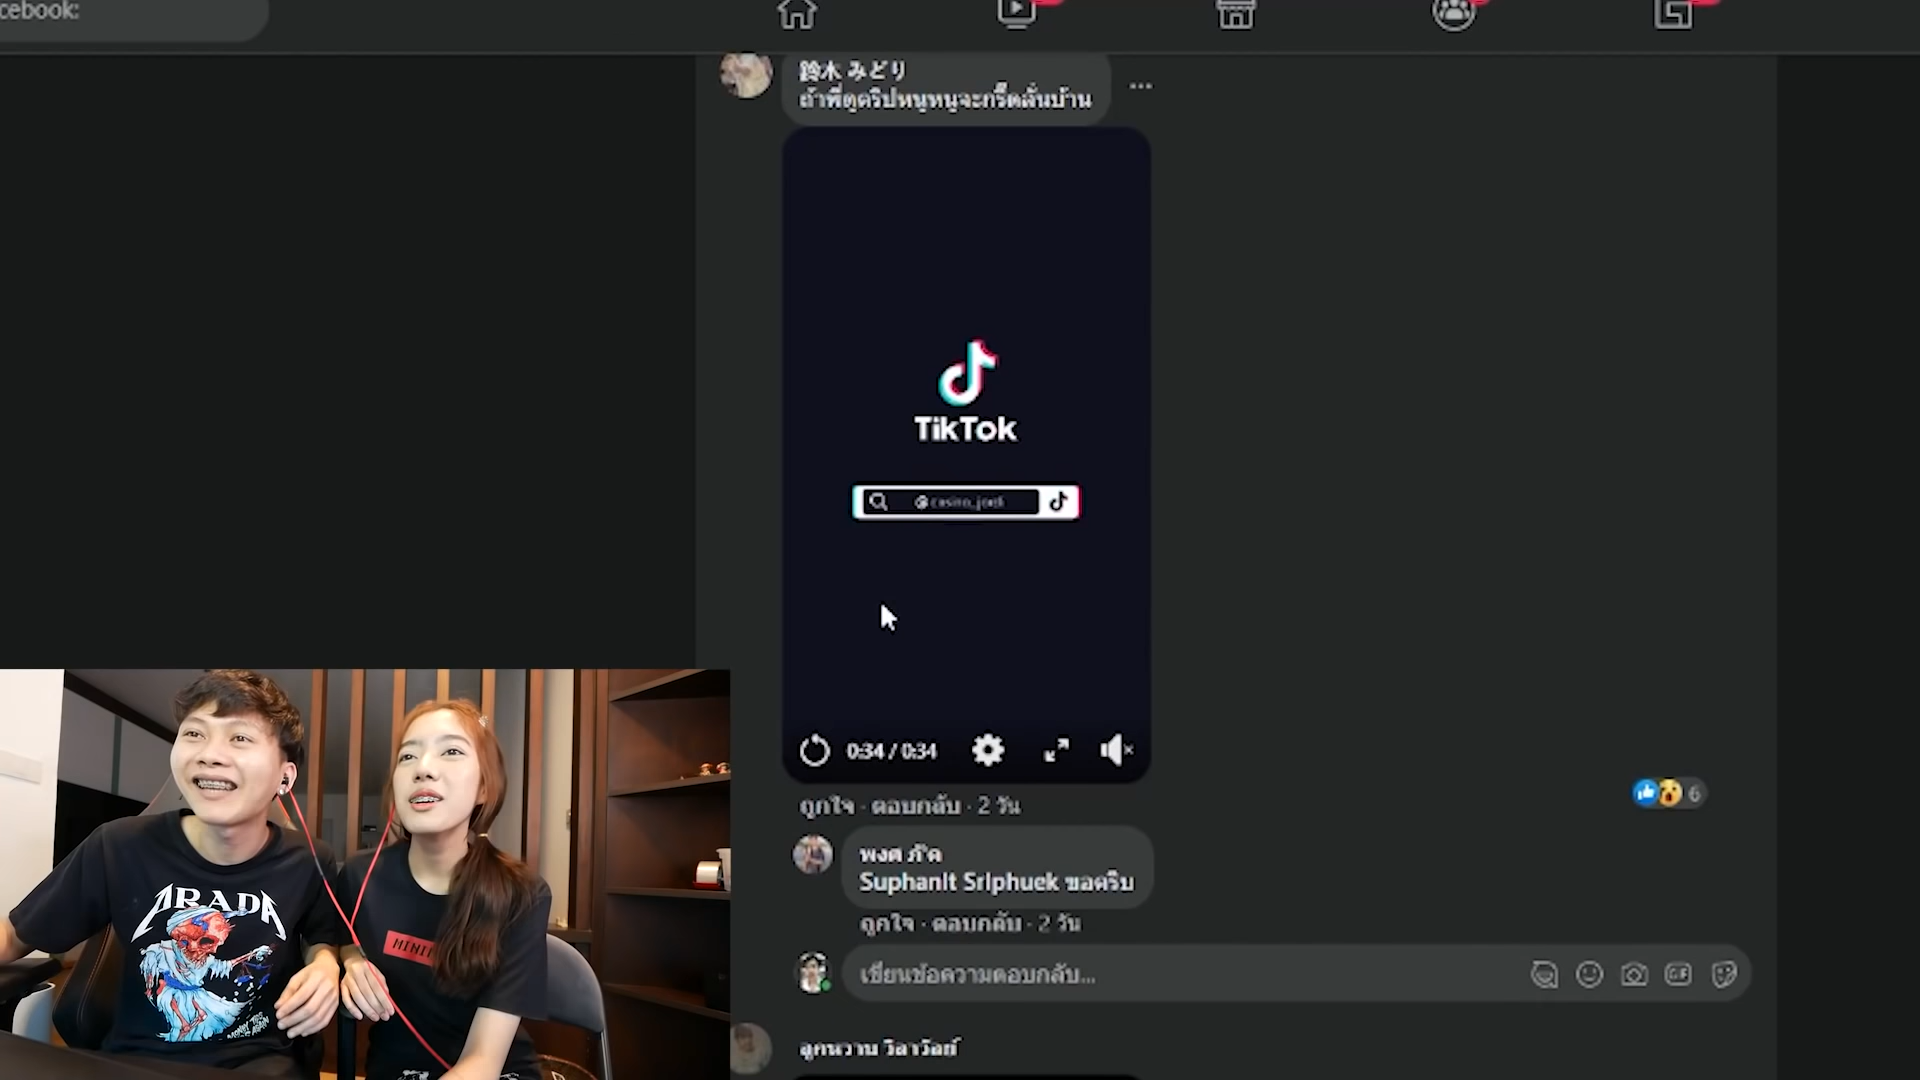 cebook:
鈴木 みどり
ถ้าพี่ดูคริปหนูหนูจะกรี๊ดลั่นบ้าน
TikTok
0:34 / 0:34
ถูกใจ · ตอบกลับ · 2 วัน
6
พงศ ภั๊ค
SuphanIt SrIphuek ขอคริบ
ถูกใจ · ตอบกลับ · 2 วัน
เขียนข้อความตอบกลับ...
GIF
ลูกหวาน วิลาวัลย์
ARADA
MINI